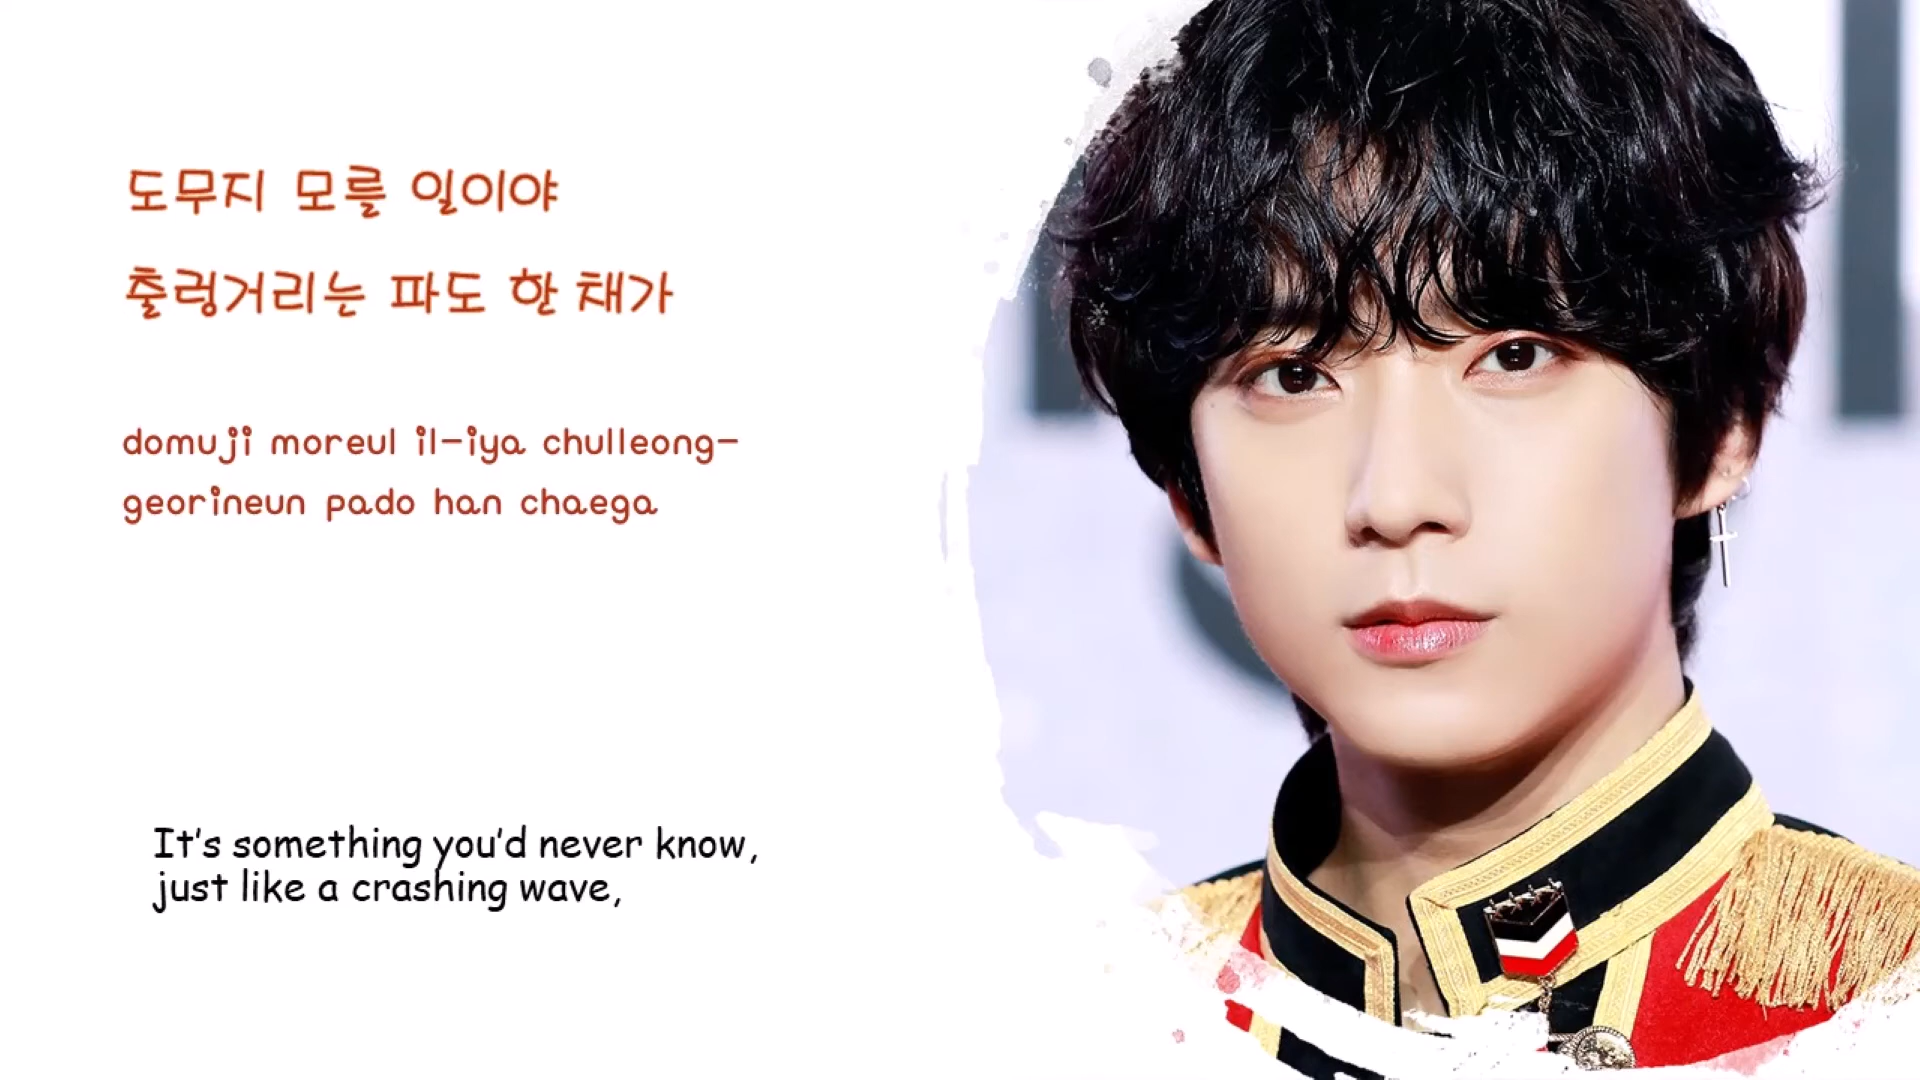 도무지 모를 일이야
출렁거리는 파도 한 채가
domuji moreul il-iya chulleong-
georineun pado han chaega
It's something you'd never know,
just like a crashing wave,